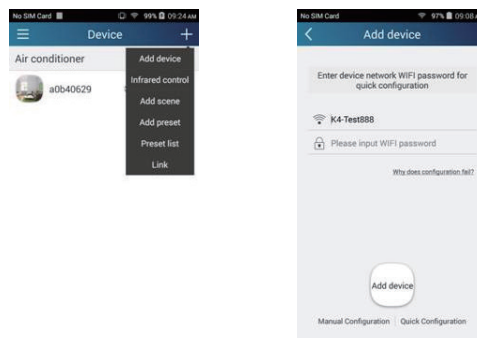 No SIM Card 99% 09:24 AM
Device
Air conditioner
a0b40629
Add device
Infrared control
Add scene
Add preset
Preset list
Link
No SIM Card 97% 09:08
Add device
Enter device network WIFI password for
quick configuration
K4-Test888
Please input WIFI password
Why does configuration fail?
Add device
Manual Configuration Quick Configuration